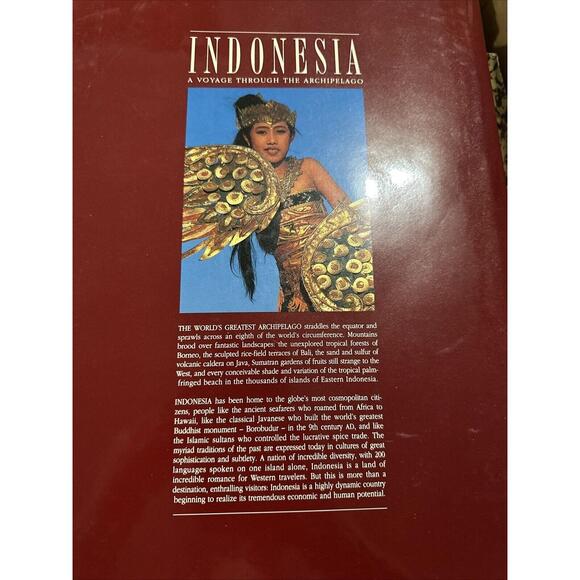 INDONESIA
A VOYAGE THROUGH THE ARCHIPELAGO
THE WORLD'S GREATEST ARCHIPELAGO straddles the equator and
sprawls across an eighth of the world's circumference. Mountains
brood over fantastic landscapes: the unexplored tropical forests of
Borneo, the sculpted rice-field terraces of Bali, the sand and sulfur of
volcanic caldera on Java, Sumatran gardens of fruits still strange to the
West, and every conceivable shade and variation of the tropical palm-
fringed beach in the thousands of islands of Eastern Indonesia.
INDONESIA has been home to the globe's most cosmopolitan citi-
zens, people like the ancient seafarers who roamed from Africa to
Hawaii, like the classical Javanese who built the world's greatest
Buddhist monument – Borobudur – in the 9th century AD, and like
the Islamic sultans who controlled the lucrative spice trade. The
myriad traditions of the past are expressed today in cultures of great
sophistication and subtlety. A nation of incredible diversity, with 200
languages spoken on one island alone, Indonesia is a land of
incredible romance for Western travelers. But this is more than a
destination, enthralling visitors: Indonesia is a highly dynamic country
beginning to realize its tremendous economic and human potential.